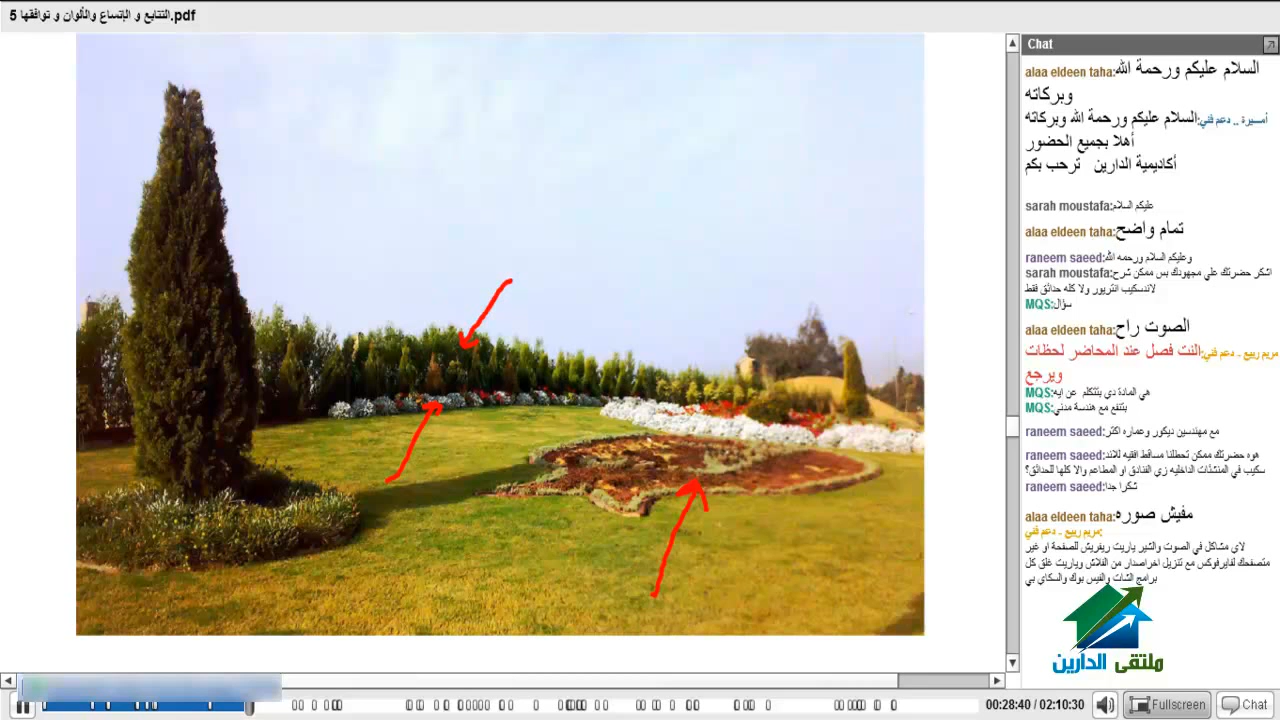 5 التتابع و الإتساع والألوان و توافقها.pdf
Chat
alaa eldeen taha:السلام عليكم ورحمة الله
وبركاته
أمسيرة .. دعم فني:السلام عليكم ورحمة الله وبركاته
أهلا بجميع الحضور
أكاديمية الدارين ترحب بكم
sarah moustafa:عليكم السلام
alaa eldeen taha:تمام واضح
raneem saeed:وعليكم السلام ورحمه الله
sarah moustafa:اشكر حضرتك علي مجهودك بس ممكن شرح
لاندسكيب انتريور ولا كله حدائق فقط
MQS:سؤال
alaa eldeen taha:الصوت راح
مريم ربيع - دعم فني:النت فصل عند المحاضر لحظات
ويرجع
MQS:هي المادة دي بتتكلم عن ايه
MQS:بتنفع مع هندسة مدني
raneem saeed:مع مهندسين ديكور وعماره اكثر
raneem saeed:هوه حضرتك ممكن تحطلنا مساقط افقيه للاند
سكيب في المنشئات الداخليه زي الفنادق او المطاعم والا كلها للحدائق؟
raneem saeed:شكرا جدا
alaa eldeen taha:مفيش صوره
مريم ربيع - دعم فني:
لاي مشاكل في الصوت والشير ياريت ريفريش للصفحة او غير
متصفحك لفايرفوكس مع تنزيل اخراصدار من الفلاش وياريت غلق كل
برامج الشات والفيس بوك والسكاي بي
ملتقى الدارين
00:28:40 / 02:10:30
Fullscreen
Chat